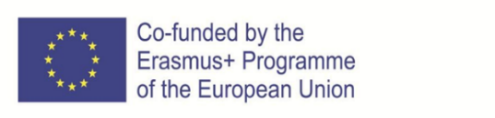 Co-funded by the
Erasmus+ Programme
of the European Union